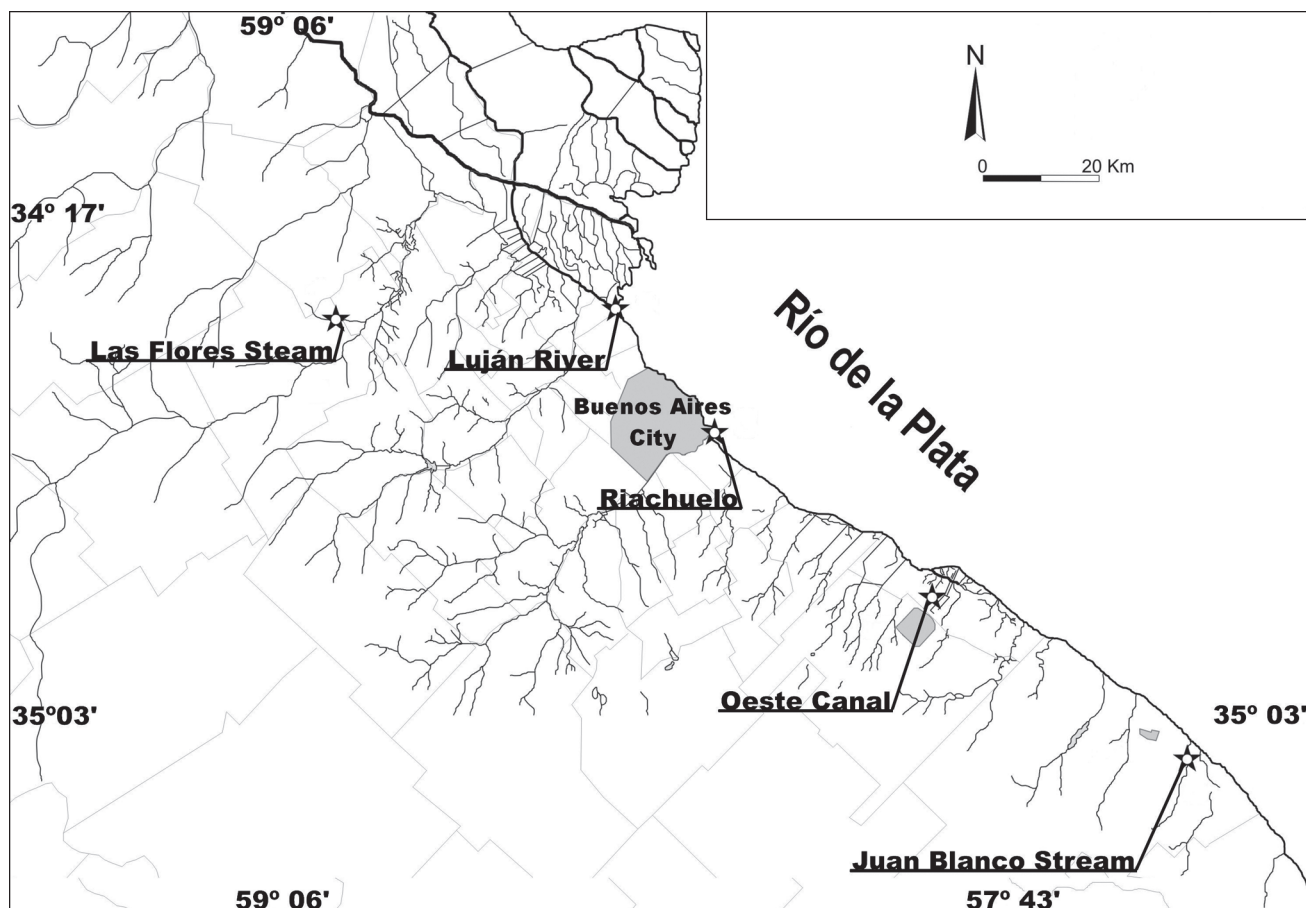 59º 06'
N
0 20 Km
34º 17'
Río de la Plata
Las Flores Steam
Luján River
Buenos Aires
City
Riachuelo
Oeste Canal
35º03'
35º 03'
Juan Blanco Stream
59º 06'
57º 43'